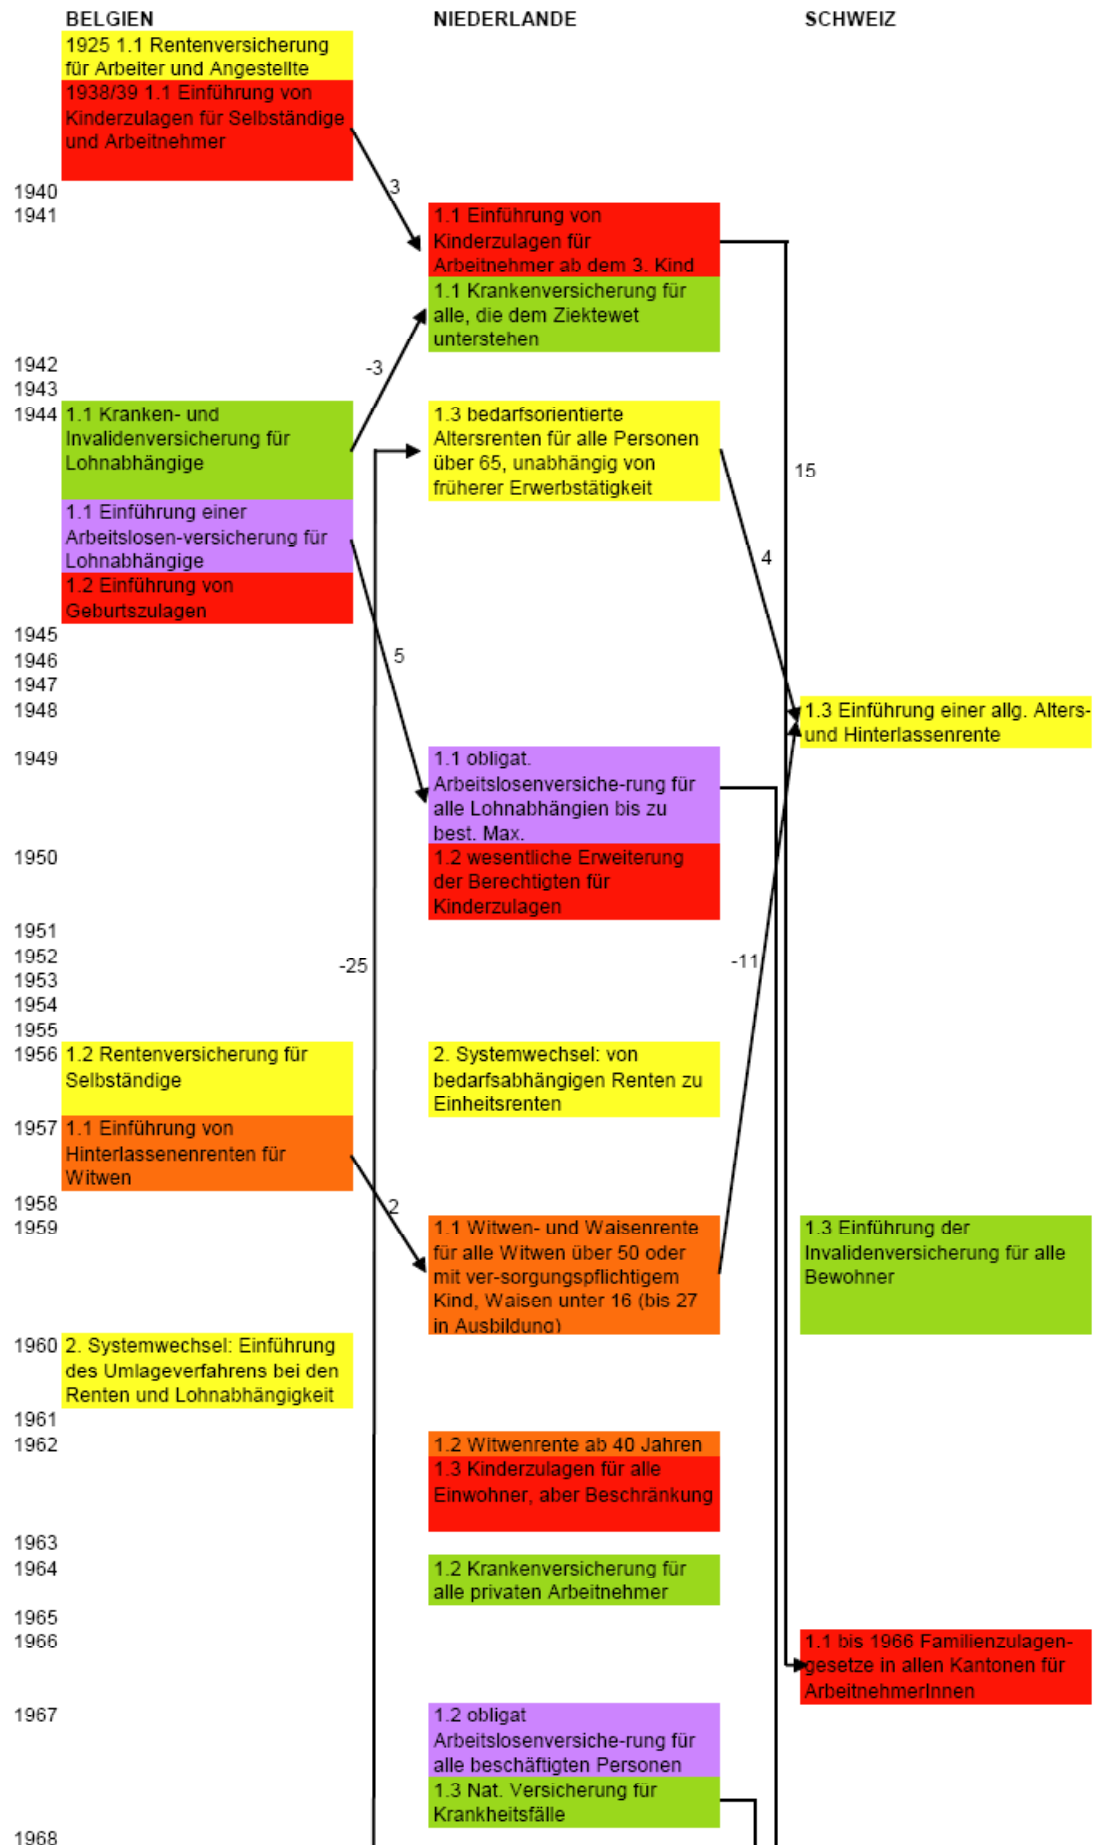 BELGIEN
NIEDERLANDE
SCHWEIZ
1925 1.1 Rentenversicherung
für Arbeiter und Angestellte
1938/39 1.1 Einführung von
Kinderzulagen für Selbständige
und Arbeitnehmer
3
1940
1941
1.1 Einführung von
Kinderzulagen für
Arbeitnehmer ab dem 3. Kind
1.1 Krankenversicherung für
alle, die dem Ziektewet
unterstehen
1942
-3
1943
1944
1.1 Kranken- und
Invalidenversicherung für
Lohnabhängige
1.3 bedarfsorientierte
Altersrenten für alle Personen
über 65, unabhängig von
früherer Erwerbstätigkeit
15
1.1 Einführung einer
Arbeitslosen-versicherung für
Lohnabhängige
4
1.2 Einführung von
Geburtszulagen
1945
5
1946
1947
1948
1.3 Einführung einer allg. Alters-
und Hinterlassenrente
1949
1.1 obligat.
Arbeitslosenversiche-rung für
alle Lohnabhängien bis zu
best. Max.
1950
1.2 wesentliche Erweiterung
der Berechtigten für
Kinderzulagen
1951
1952
-25
-11
1953
1954
1955
1956
1.2 Rentenversicherung für
Selbständige
2. Systemwechsel: von
bedarfsabhängigen Renten zu
Einheitsrenten
1957
1.1 Einführung von
Hinterlassenenrenten für
Witwen
1958
2
1959
1.1 Witwen- und Waisenrente
für alle Witwen über 50 oder
mit ver-sorgungspflichtigem
Kind, Waisen unter 16 (bis 27
in Ausbildung)
1.3 Einführung der
Invalidenversicherung für alle
Bewohner
1960
2. Systemwechsel: Einführung
des Umlageverfahrens bei den
Renten und Lohnabhängigkeit
1961
1962
1.2 Witwenrente ab 40 Jahren
1.3 Kinderzulagen für alle
Einwohner, aber Beschränkung
1963
1964
1.2 Krankenversicherung für
alle privaten Arbeitnehmer
1965
1966
1.1 bis 1966 Familienzulagen-
gesetze in allen Kantonen für
ArbeitnehmerInnen
1967
1.2 obligat
Arbeitslosenversiche-rung für
alle beschäftigten Personen
1.3 Nat. Versicherung für
Krankheitsfälle
1968